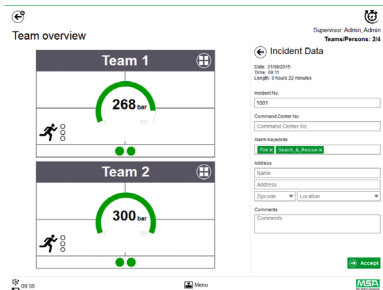 Team overview
Supervisor: Admin, Admin
Teams/Persons: 2/4
Team 1
268 bar
Team 2
300 bar
Incident Data
Date: 31/08/2015
Time: 09:11
Length: 0 hours 22 minutes
Incident No.
1001
Command Center No.
Command Center No.
Alarm Keywords
Fire x Search_&_Rescue x
Address
Name
Address
Zipcode Location
Comments
Comments
Accept
09:35
Menu
MSA